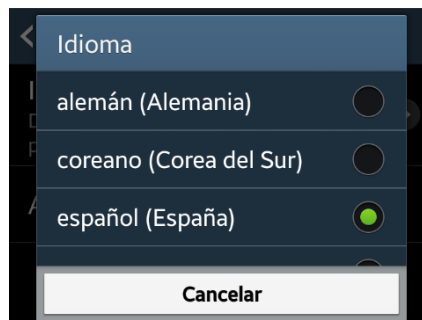 Idioma
alemán (Alemania)
coreano (Corea del Sur)
español (España)
Cancelar